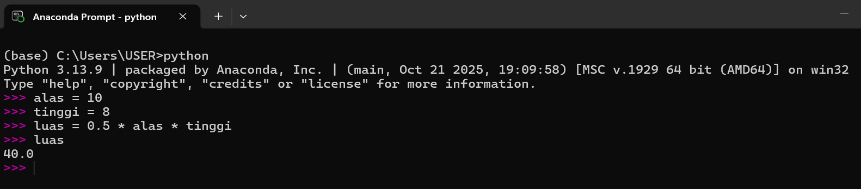 Anaconda Prompt - python
(base) C:\Users\USER>python
Python 3.13.9 | packaged by Anaconda, Inc. | (main, Oct 21 2025, 19:09:58) [MSC v.1929 64 bit (AMD64)] on win32
Type "help", "copyright", "credits" or "license" for more information.
>>> alas = 10
>>> tinggi = 8
>>> luas = 0.5 * alas * tinggi
>>> luas
40.0
>>>